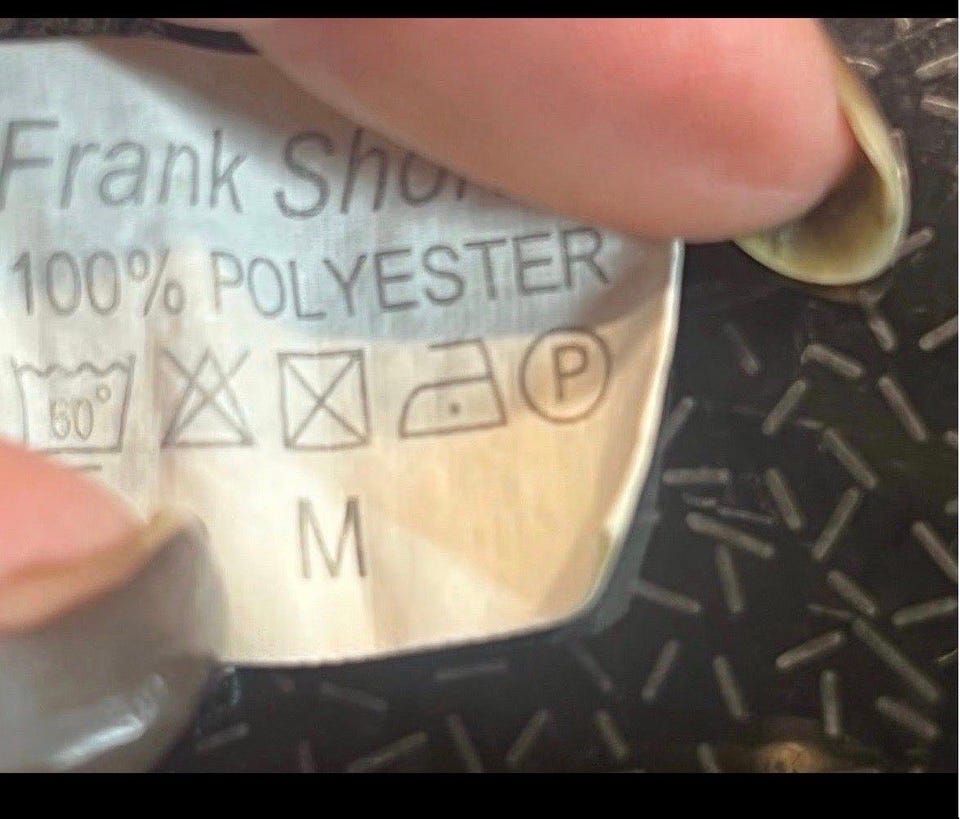 Frank
100% POLYESTER
60°
P
M